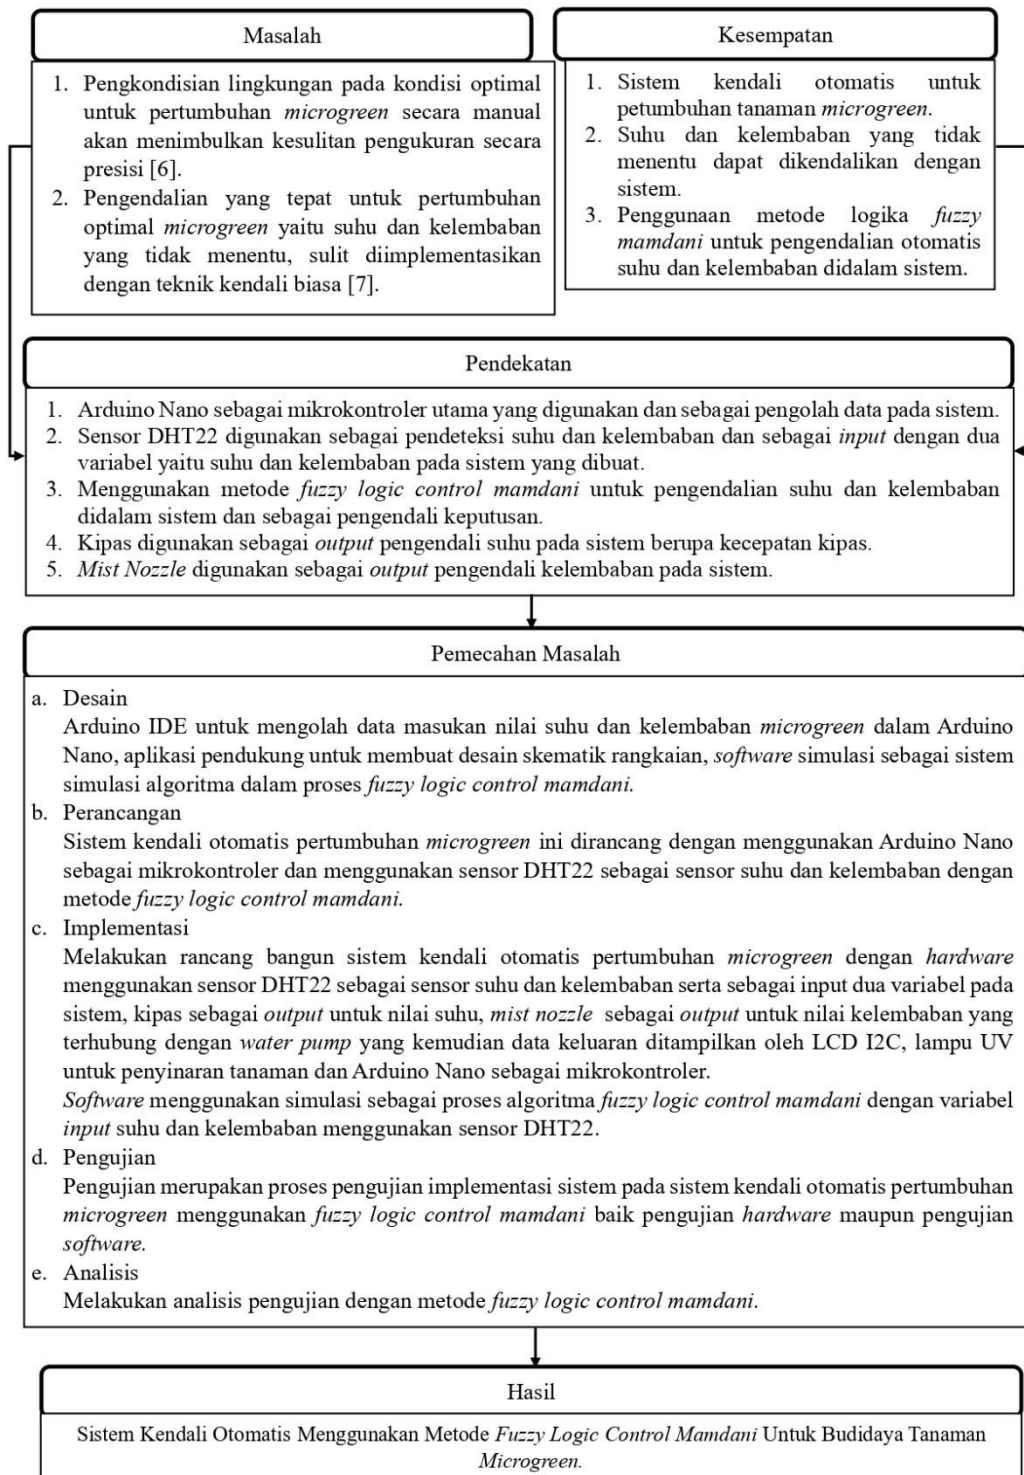 Masalah
1. Pengkondisian lingkungan pada kondisi optimal
untuk pertumbuhan microgreen secara manual
akan menimbulkan kesulitan pengukuran secara
presisi [6].
2. Pengendalian yang tepat untuk pertumbuhan
optimal microgreen yaitu suhu dan kelembaban
yang tidak menentu, sulit diimplementasikan
dengan teknik kendali biasa [7].
Kesempatan
1. Sistem kendali otomatis untuk
petumbuhan tanaman microgreen.
2. Suhu dan kelembaban yang tidak
menentu dapat dikendalikan dengan
sistem.
3. Penggunaan metode logika fuzzy
mamdani untuk pengendalian otomatis
suhu dan kelembaban didalam sistem.
Pendekatan
1. Arduino Nano sebagai mikrokontroler utama yang digunakan dan sebagai pengolah data pada sistem.
2. Sensor DHT22 digunakan sebagai pendeteksi suhu dan kelembaban dan sebagai input dengan dua
variabel yaitu suhu dan kelembaban pada sistem yang dibuat.
3. Menggunakan metode fuzzy logic control mamdani untuk pengendalian suhu dan kelembaban
didalam sistem dan sebagai pengendali keputusan.
4. Kipas digunakan sebagai output pengendali suhu pada sistem berupa kecepatan kipas.
5. Mist Nozzle digunakan sebagai output pengendali kelembaban pada sistem.
Pemecahan Masalah
a. Desain
Arduino IDE untuk mengolah data masukan nilai suhu dan kelembaban microgreen dalam Arduino
Nano, aplikasi pendukung untuk membuat desain skematik rangkaian, software simulasi sebagai sistem
simulasi algoritma dalam proses fuzzy logic control mamdani.
b. Perancangan
Sistem kendali otomatis pertumbuhan microgreen ini dirancang dengan menggunakan Arduino Nano
sebagai mikrokontroler dan menggunakan sensor DHT22 sebagai sensor suhu dan kelembaban dengan
metode fuzzy logic control mamdani.
c. Implementasi
Melakukan rancang bangun sistem kendali otomatis pertumbuhan microgreen dengan hardware
menggunakan sensor DHT22 sebagai sensor suhu dan kelembaban serta sebagai input dua variabel pada
sistem, kipas sebagai output untuk nilai suhu, mist nozzle sebagai output untuk nilai kelembaban yang
terhubung dengan water pump yang kemudian data keluaran ditampilkan oleh LCD I2C, lampu UV
untuk penyinaran tanaman dan Arduino Nano sebagai mikrokontroler.
Software menggunakan simulasi sebagai proses algoritma fuzzy logic control mamdani dengan variabel
input suhu dan kelembaban menggunakan sensor DHT22.
d. Pengujian
Pengujian merupakan proses pengujian implementasi sistem pada sistem kendali otomatis pertumbuhan
microgreen menggunakan fuzzy logic control mamdani baik pengujian hardware maupun pengujian
software.
e. Analisis
Melakukan analisis pengujian dengan metode fuzzy logic control mamdani.
Hasil
Sistem Kendali Otomatis Menggunakan Metode Fuzzy Logic Control Mamdani Untuk Budidaya Tanaman
Microgreen.